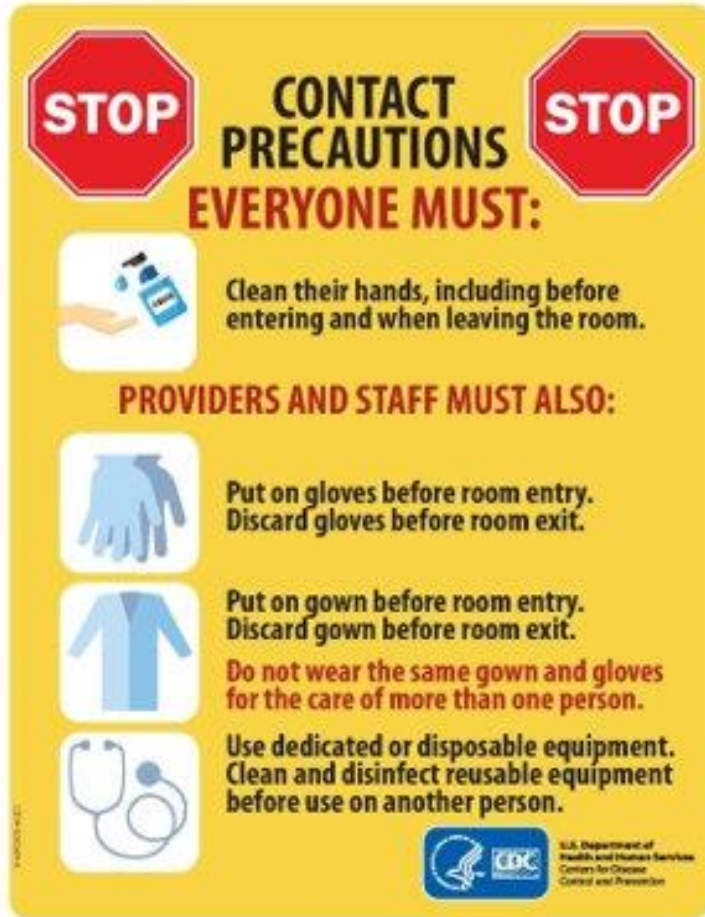 STOP
STOP
CONTACT
PRECAUTIONS
EVERYONE MUST:
Clean their hands, including before
entering and when leaving the room.
PROVIDERS AND STAFF MUST ALSO:
Put on gloves before room entry.
Discard gloves before room exit.
Put on gown before room entry.
Discard gown before room exit.
Do not wear the same gown and gloves
for the care of more than one person.
Use dedicated or disposable equipment.
Clean and disinfect reusable equipment
before use on another person.
CDC
U.S. Department of
Health and Human Services
Centers for Disease
Control and Prevention